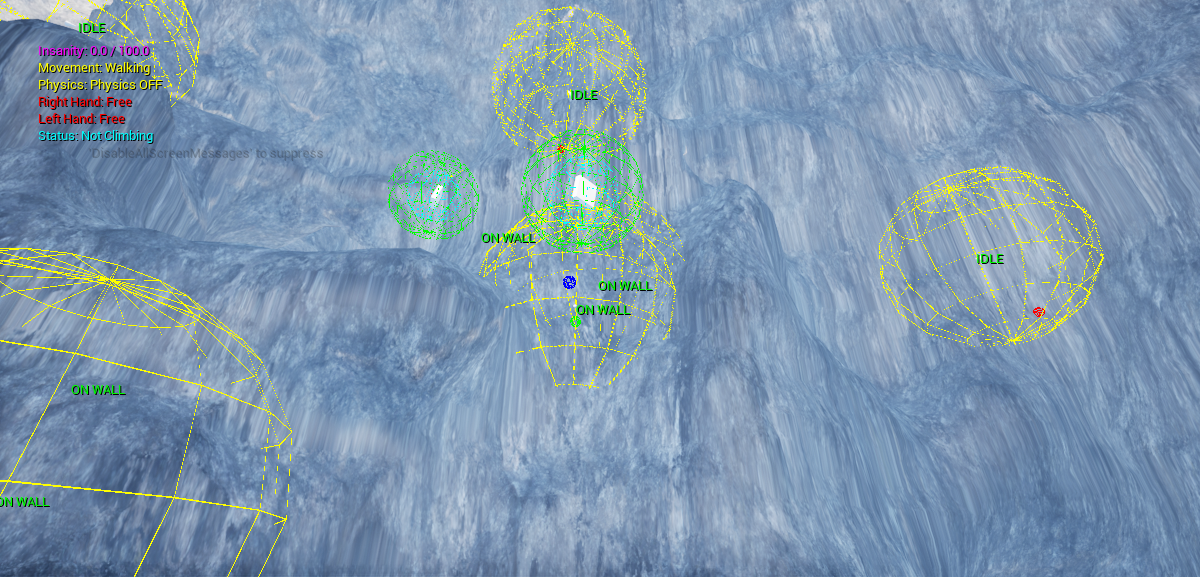 IDLE
Insanity: 0.0 / 100.0
Movement: Walking
Physics: Physics OFF
Right Hand: Free
Left Hand: Free
Status: Not Climbing
'DisableAllScreenMessages' to suppress
IDLE
ON WALL
IDLE
ON WALL
ON WALL
ON WALL
ON WALL